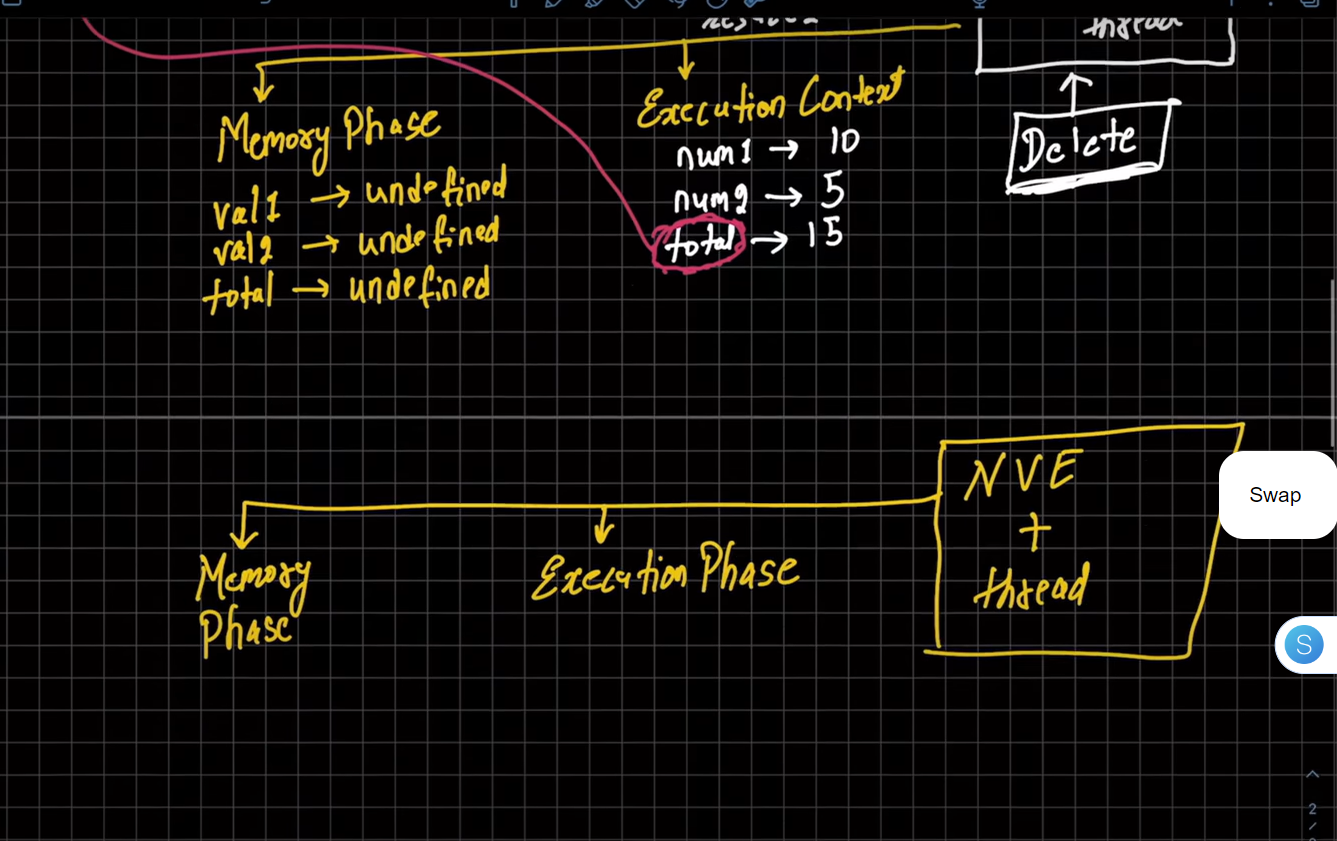 thread
Memory Phase
Execution Context
val1 → undefined
val2 → undefined
total → undefined
num1 → 10
num2 → 5
total → 15
Delete
NVE
+
thread
Memory
Phase
Execution Phase
Swap
S
2